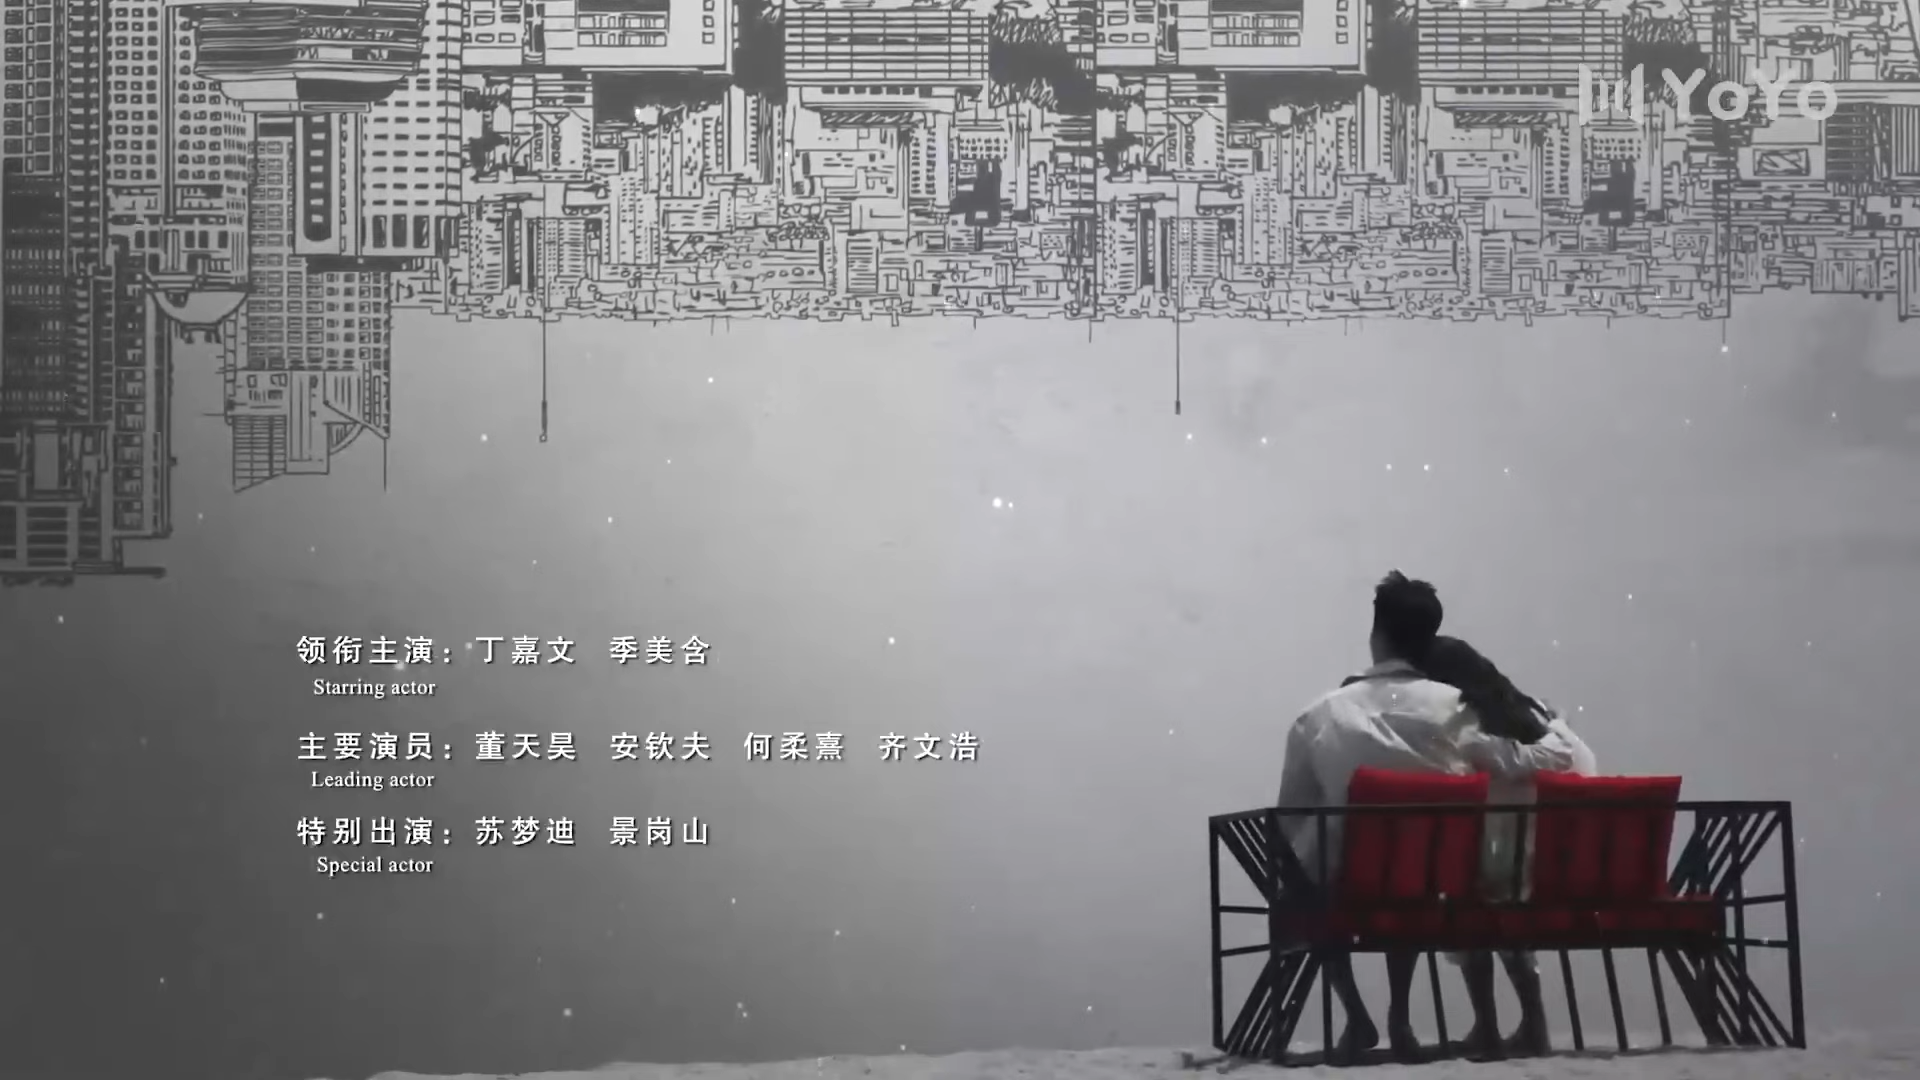 YoYo
领衔主演：丁嘉文 季美含
Starring actor
主要演员：董天昊 安钦夫 何柔熹 齐文浩
Leading actor
特别出演：苏梦迪 景岗山
Special actor